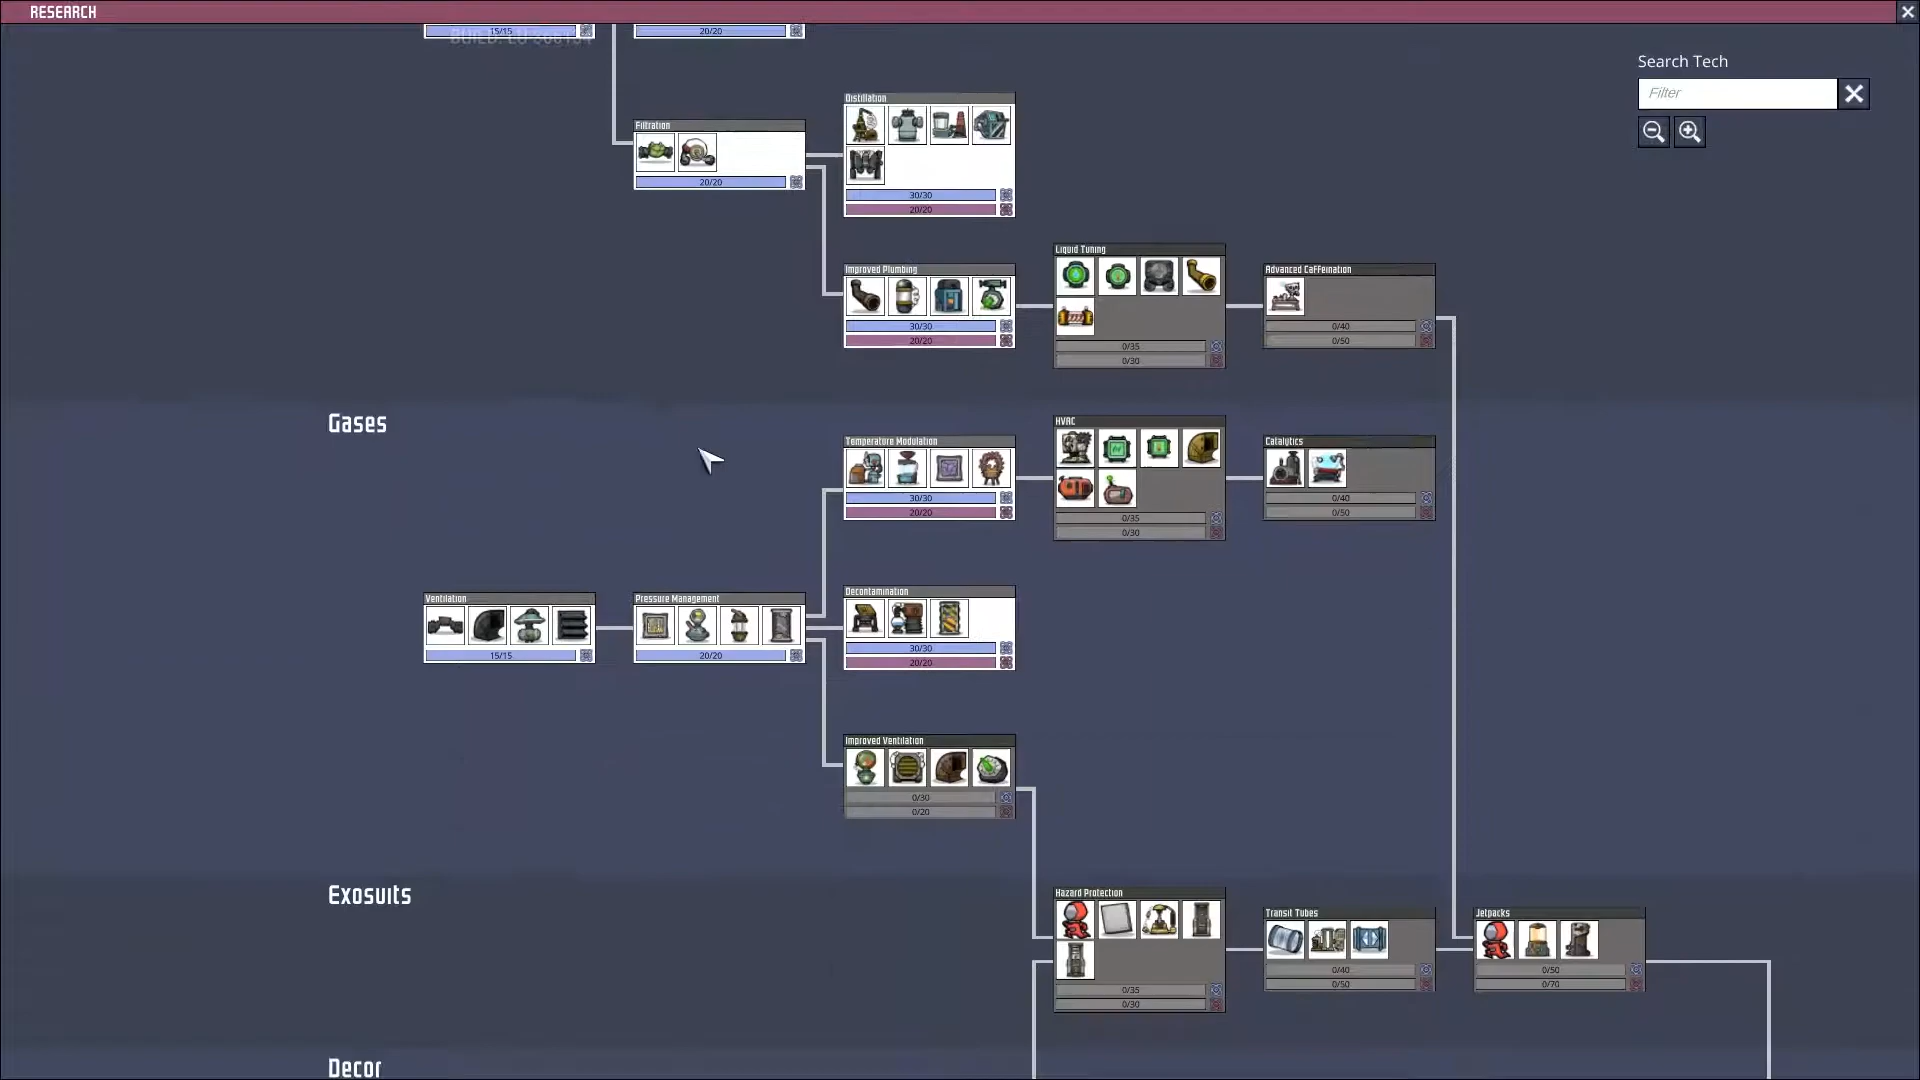 RESEARCH
15/15
20/20
Search Tech
Filter
Distillation
Filtration
20/20
30/30
20/20
Liquid Tuning
Improved Plumbing
Advanced Caffeination
30/30
20/20
0/35
0/30
0/40
0/50
Gases
Temperature Modulation
HVAC
Catalytics
30/30
20/20
0/35
0/30
0/40
0/50
Ventilation
Pressure Management
Decontamination
15/15
20/20
30/30
20/20
Improved Ventilation
0/30
0/20
Exosuits
Hazard Protection
Transit Tubes
Jetpacks
0/35
0/30
0/40
0/50
0/50
0/70
Decor